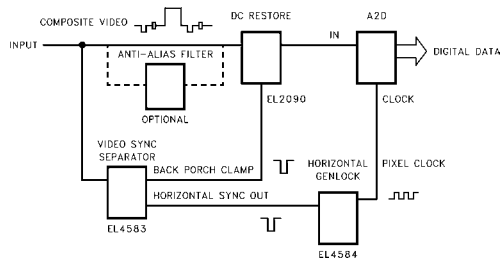 COMPOSITE VIDEO
DC RESTORE
A2D
INPUT
IN
ANTI-ALIAS FILTER
DIGITAL DATA
EL2090
CLOCK
OPTIONAL
VIDEO SYNC
SEPARATOR
BACK PORCH CLAMP
HORIZONTAL
GENLOCK
PIXEL CLOCK
HORIZONTAL SYNC OUT
EL4583
EL4584